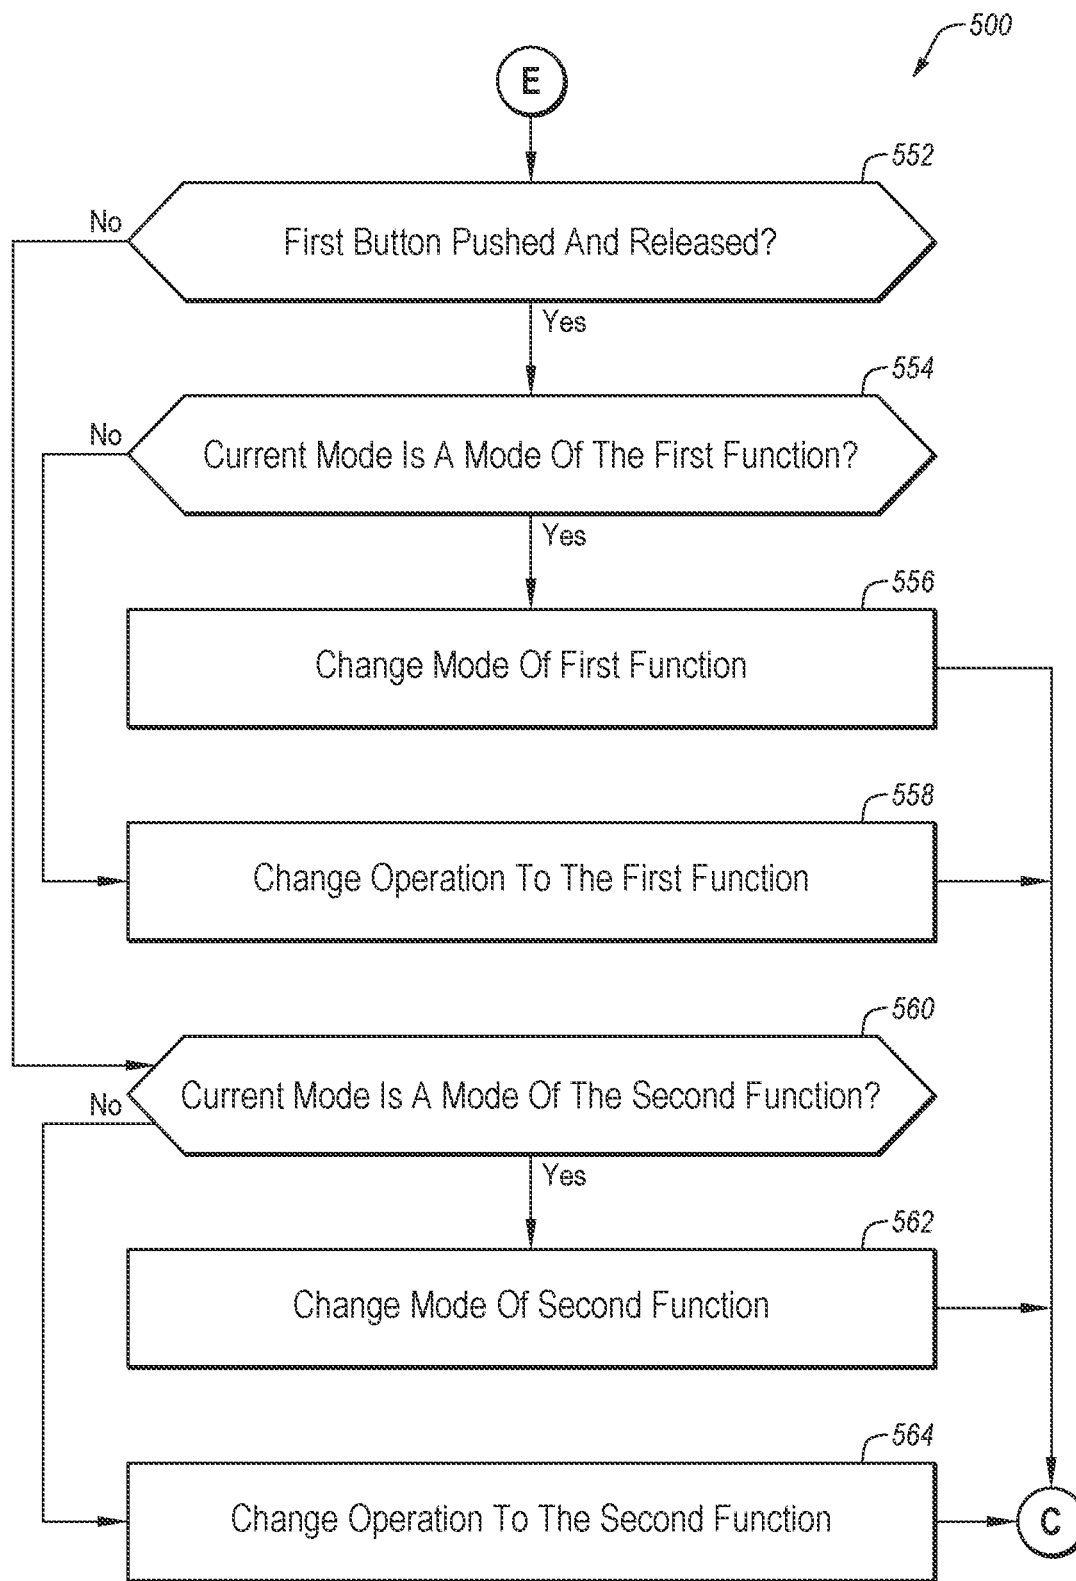 500
E
552
No
First Button Pushed And Released?
Yes
554
No
Current Mode Is A Mode Of The First Function?
Yes
556
Change Mode Of First Function
558
Change Operation To The First Function
560
Current Mode Is A Mode Of The Second Function?
No
Yes
562
Change Mode Of Second Function
564
Change Operation To The Second Function
C